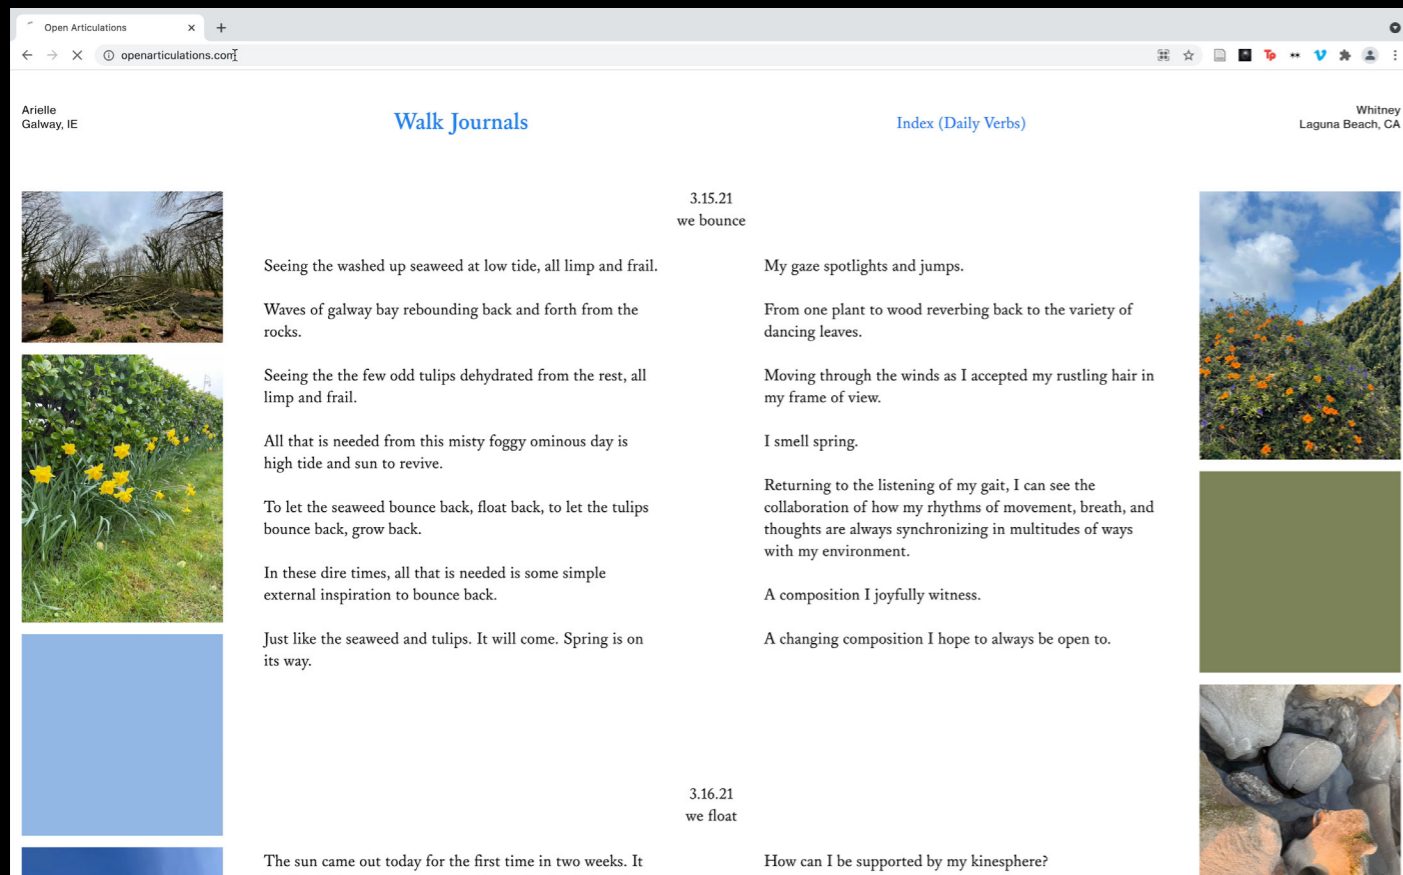 Open Articulations
openarticulations.com
Arielle
Galway, IE
Walk Journals
Index (Daily Verbs)
Whitney
Laguna Beach, CA
3.15.21
we bounce
Seeing the washed up seaweed at low tide, all limp and frail.
Waves of galway bay rebounding back and forth from the
rocks.
Seeing the the few odd tulips dehydrated from the rest, all
limp and frail.
All that is needed from this misty foggy ominous day is
high tide and sun to revive.
To let the seaweed bounce back, float back, to let the tulips
bounce back, grow back.
In these dire times, all that is needed is some simple
external inspiration to bounce back.
Just like the seaweed and tulips. It will come. Spring is on
its way.
My gaze spotlights and jumps.
From one plant to wood reverbing back to the variety of
dancing leaves.
Moving through the winds as I accepted my rustling hair in
my frame of view.
I smell spring.
Returning to the listening of my gait, I can see the
collaboration of how my rhythms of movement, breath, and
thoughts are always synchronizing in multitudes of ways
with my environment.
A composition I joyfully witness.
A changing composition I hope to always be open to.
3.16.21
we float
The sun came out today for the first time in two weeks. It
How can I be supported by my kinesphere?